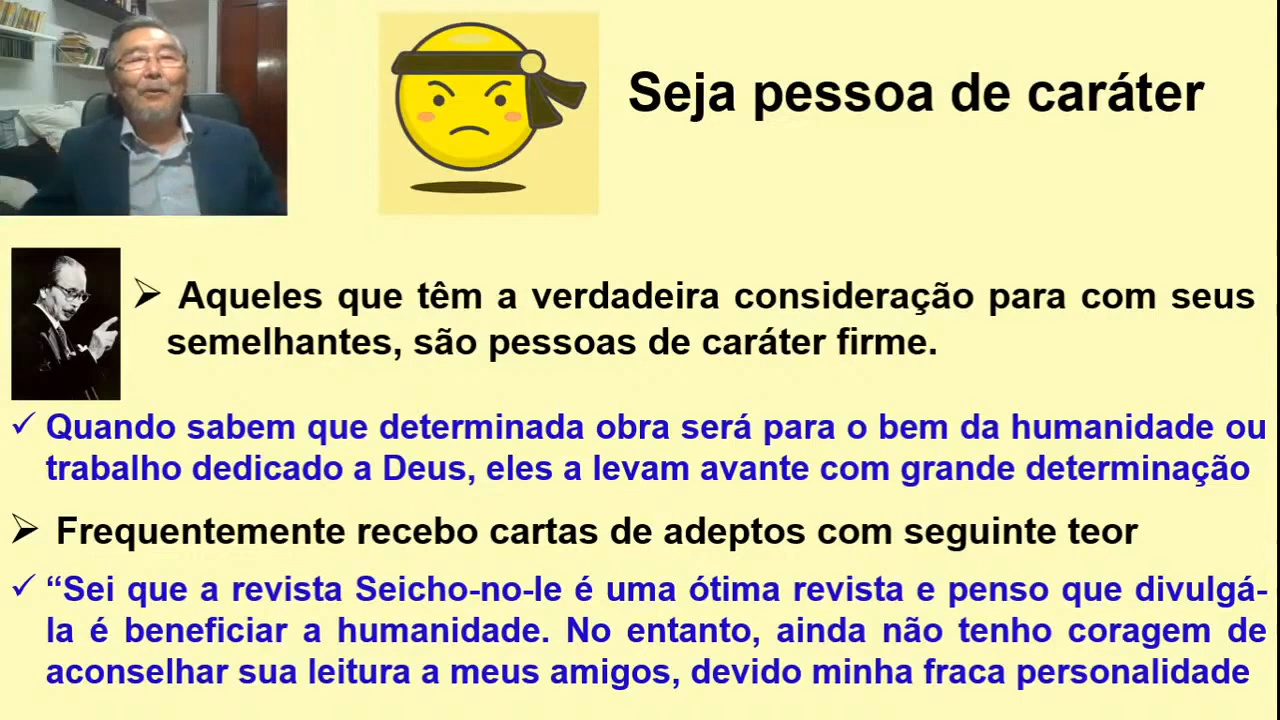 Seja pessoa de caráter
➢ Aqueles que têm a verdadeira consideração para com seus
semelhantes, são pessoas de caráter firme.
✓ Quando sabem que determinada obra será para o bem da humanidade ou
trabalho dedicado a Deus, eles a levam avante com grande determinação
➢ Frequentemente recebo cartas de adeptos com seguinte teor
✓ “Sei que a revista Seicho-no-Ie é uma ótima revista e penso que divulgá-
la é beneficiar a humanidade. No entanto, ainda não tenho coragem de
aconselhar sua leitura a meus amigos, devido minha fraca personalidade